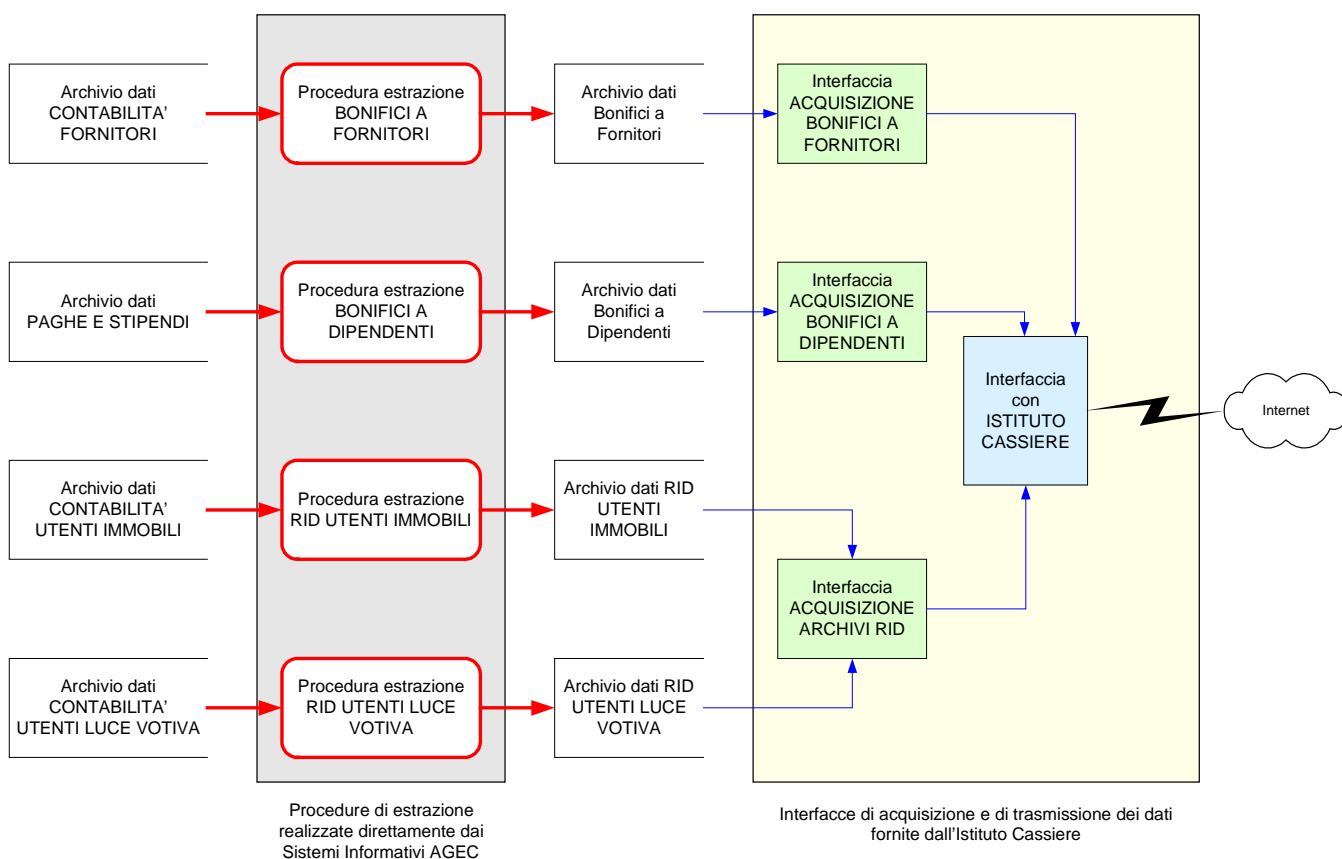 Archivio dati
CONTABILITA'
FORNITORI
Procedura estrazione
BONIFICI A
FORNITORI
Archivio dati
Bonifici a
Fornitori
Interfaccia
ACQUISIZIONE
BONIFICI A
FORNITORI
Archivio dati
PAGHE E STIPENDI
Procedura estrazione
BONIFICI A
DIPENDENTI
Archivio dati
Bonifici a
Dipendenti
Interfaccia
ACQUISIZIONE
BONIFICI A
DIPENDENTI
Interfaccia
con
ISTITUTO
CASSIERE
Internet
Archivio dati
CONTABILITA'
UTENTI IMMOBILI
Procedura estrazione
RID UTENTI IMMOBILI
Archivio dati RID
UTENTI
IMMOBILI
Interfaccia
ACQUISIZIONE
ARCHIVI RID
Archivio dati
CONTABILITA'
UTENTI LUCE VOTIVA
Procedura estrazione
RID UTENTI LUCE
VOTIVA
Archivio dati RID
UTENTI LUCE
VOTIVA
Procedure di estrazione
realizzate direttamente dai
Sistemi Informativi AGEC
Interfacce di acquisizione e di trasmissione dei dati
fornite dall'Istituto Cassiere